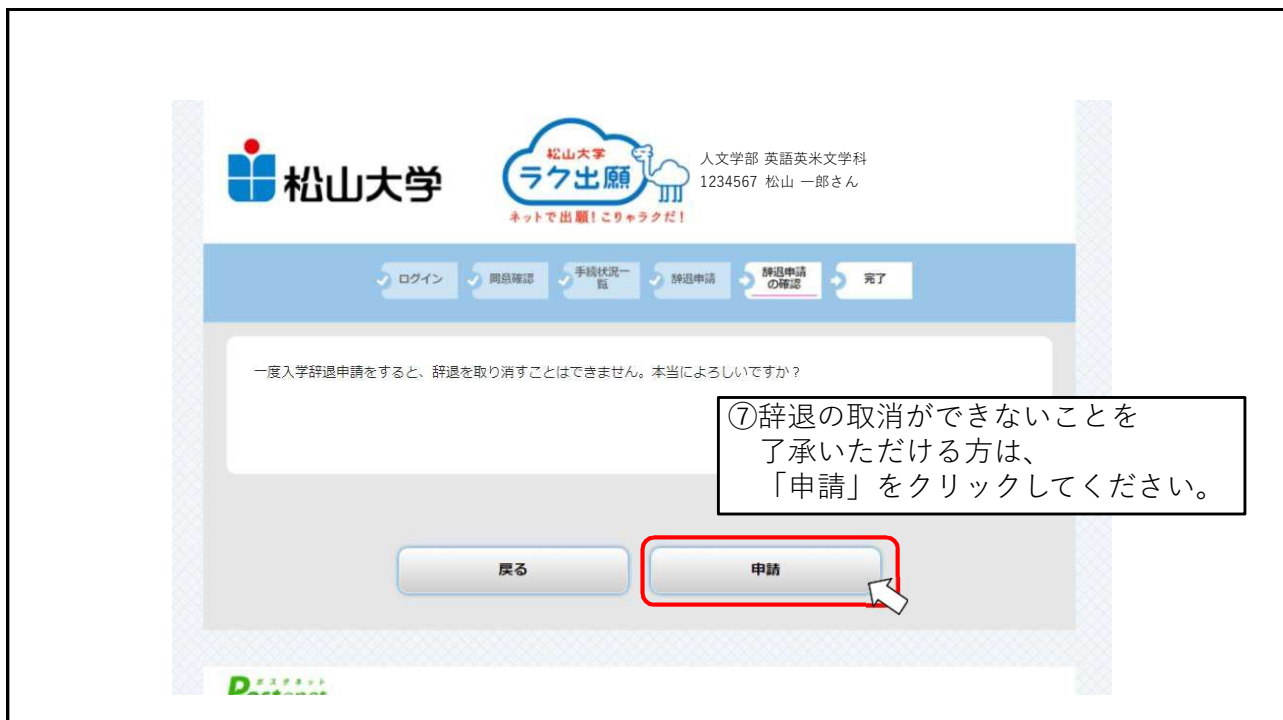 松山大学
松山大学
ラク出願
ネットで出願!こりゃラクだ!
人文学部 英語英米文学科
1234567 松山 一郎さん
ログイン
同意確認
手続状況一
覧
辞退申請
辞退申請
の確認
完了
一度入学辞退申請をすると、辞退を取り消すことはできません。本当によろしいですか?
⑦辞退の取消ができないことを
了承いただける方は、
「申請」をクリックしてください。
戻る
申請
ポスタネット
Postanet